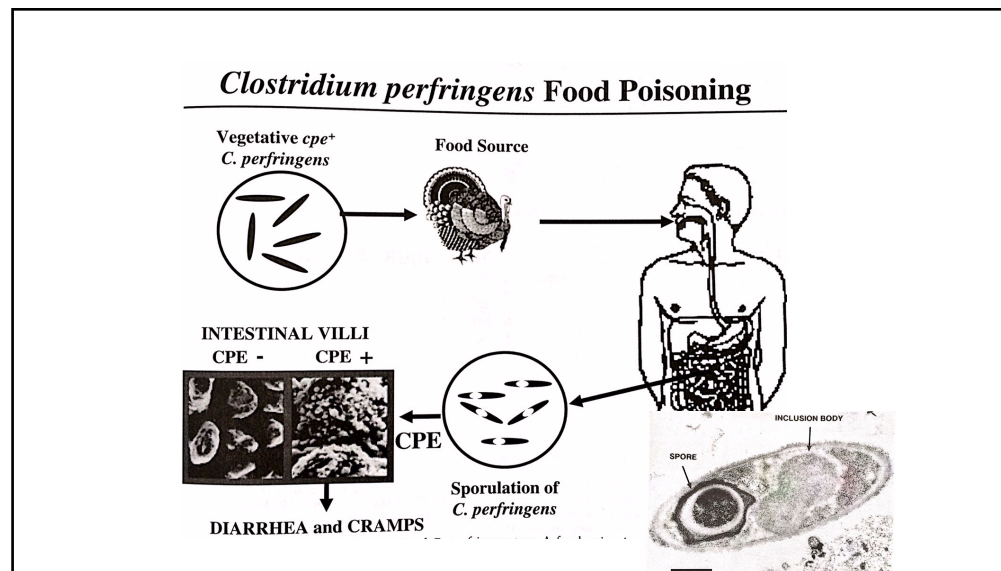 Clostridium perfringens Food Poisoning
Vegetative cpe⁺
C. perfringens
Food Source
INTESTINAL VILLI
CPE -
CPE +
CPE
Sporulation of
C. perfringens
DIARRHEA and CRAMPS
INCLUSION BODY
SPORE